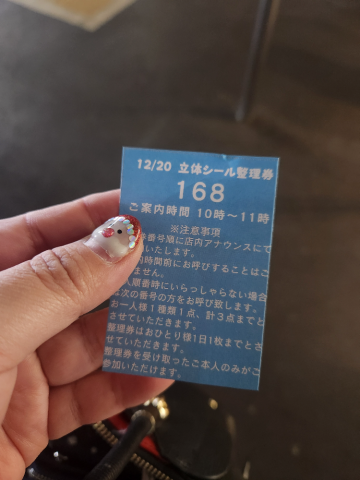 12/20 立体シール整理券
168
ご案内時間 10時～11時
※注意事項
番号順に店内アナウンスにて
いたします。
内時間前にお呼びすることは
ません。
入順番時にいらっしゃらない場合
は次の番号の方をお呼び致します。
お一人様1種類1点、計3点までと
させていただきます。
整理券はおひとり様1日1枚までとさ
せていただきます。
整理券を受け取ったご本人のみがご
参加いただけます。